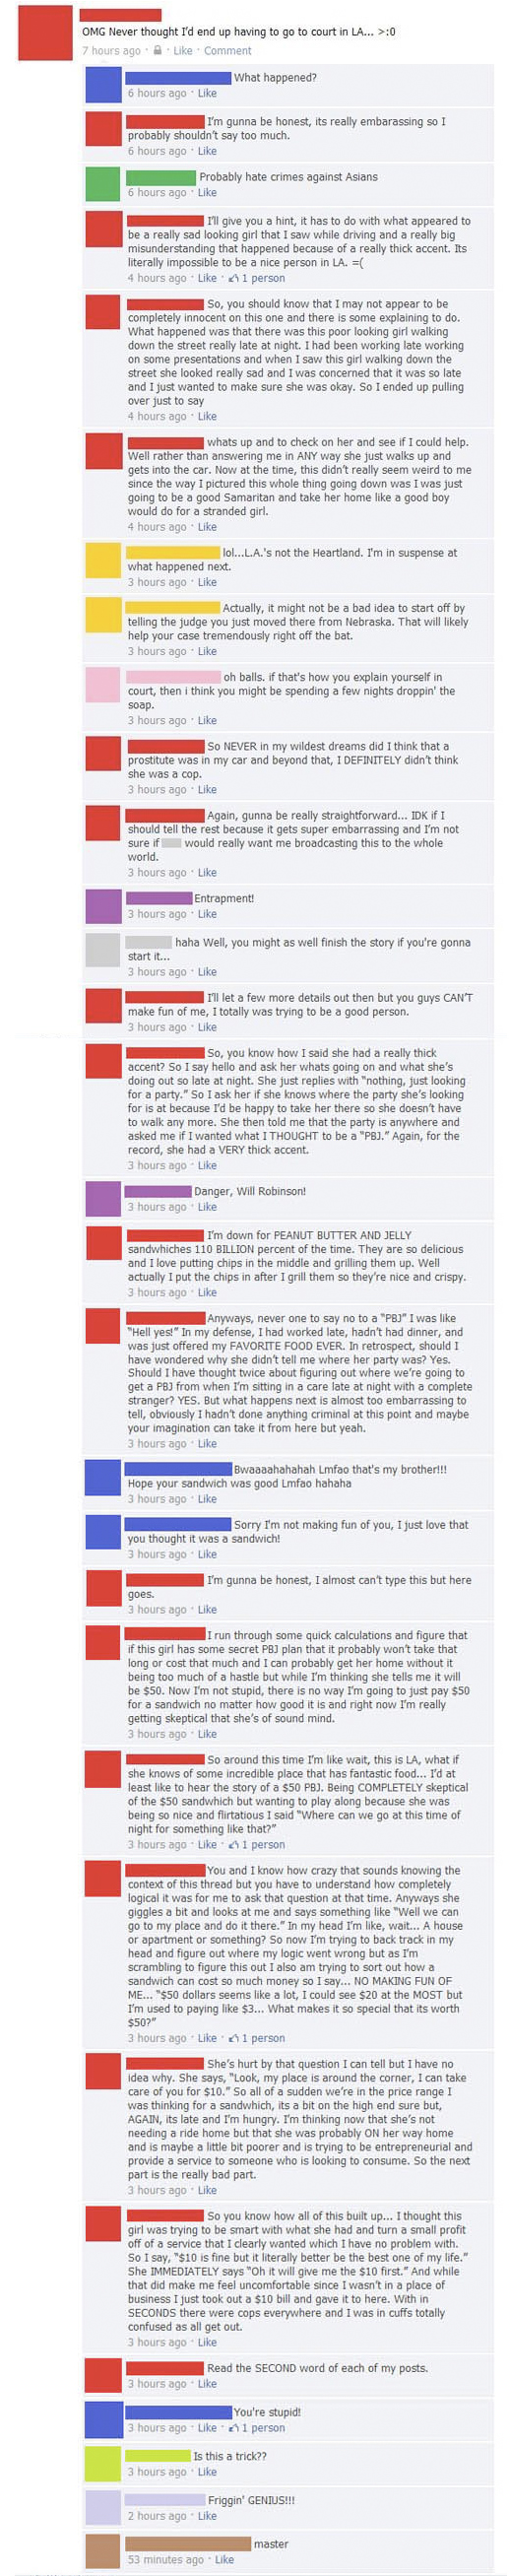 OMG Never thought I'd end up having to go to court in LA... >:0
7 hours ago · Like · Comment
What happened?
6 hours ago · Like
I'm gunna be honest, its really embarassing so I
probably shouldn't say too much.
6 hours ago · Like
Probably hate crimes against Asians
6 hours ago · Like
I'll give you a hint, it has to do with what appeared to
be a really sad looking girl that I saw while driving and a really big
misunderstanding that happened because of a really thick accent. Its
literally impossible to be a nice person in LA. =(
4 hours ago · Like · 1 person
So, you should know that I may not appear to be
completely innocent on this one and there is some explaining to do.
What happened was that there was this poor looking girl walking
down the street really late at night. I had been working late working
on some presentations and when I saw this girl walking down the
street she looked really sad and I was concerned that it was so late
and I just wanted to make sure she was okay. So I ended up pulling
over just to say
4 hours ago · Like
whats up and to check on her and see if I could help.
Well rather than answering me in ANY way she just walks up and
gets into the car. Now at the time, this didn't really seem weird to me
since the way I pictured this whole thing going down was I was just
going to be a good Samaritan and take her home like a good boy
would do for a stranded girl.
4 hours ago · Like
lol...L.A.'s not the Heartland. I'm in suspense at
what happened next.
3 hours ago · Like
Actually, it might not be a bad idea to start off by
telling the judge you just moved there from Nebraska. That will likely
help your case tremendously right off the bat.
3 hours ago · Like
oh balls. if that's how you explain yourself in
court, then i think you might be spending a few nights droppin' the
soap.
3 hours ago · Like
So NEVER in my wildest dreams did I think that a
prostitute was in my car and beyond that, I DEFINITELY didn't think
she was a cop.
3 hours ago · Like
Again, gunna be really straightforward... IDK if I
should tell the rest because it gets super embarrassing and I'm not
sure if would really want me broadcasting this to the whole
world.
3 hours ago · Like
Entrapment!
3 hours ago · Like
haha Well, you might as well finish the story if you're gonna
start it...
3 hours ago · Like
I'll let a few more details out then but you guys CAN'T
make fun of me, I totally was trying to be a good person.
3 hours ago · Like
So, you know how I said she had a really thick
accent? So I say hello and ask her whats going on and what she's
doing out so late at night. She just replies with "nothing, just looking
for a party." So I ask her if she knows where the party she's looking
for is at because I'd be happy to take her there so she doesn't have
to walk any more. She then told me that the party is anywhere and
asked me if I wanted what I THOUGHT to be a "PBJ." Again, for the
record, she had a VERY thick accent.
3 hours ago · Like
Danger, Will Robinson!
3 hours ago · Like
I'm down for PEANUT BUTTER AND JELLY
sandwhiches 110 BILLION percent of the time. They are so delicious
and I love putting chips in the middle and grilling them up. Well
actually I put the chips in after I grill them so they're nice and crispy.
3 hours ago · Like
Anyways, never one to say no to a "PBJ" I was like
"Hell yes!" In my defense, I had worked late, hadn't had dinner, and
was just offered my FAVORITE FOOD EVER. In retrospect, should I
have wondered why she didn't tell me where her party was? Yes.
Should I have thought twice about figuring out where we're going to
get a PBJ from when I'm sitting in a care late at night with a complete
stranger? YES. But what happens next is almost too embarrassing to
tell, obviously I hadn't done anything criminal at this point and maybe
your imagination can take it from here but yeah.
3 hours ago · Like
Bwaaaahahahah Lmfao that's my brother!!!
Hope your sandwich was good Lmfao hahaha
3 hours ago · Like
Sorry I'm not making fun of you, I just love that
you thought it was a sandwich!
3 hours ago · Like
I'm gunna be honest, I almost can't type this but here
goes.
3 hours ago · Like
I run through some quick calculations and figure that
if this girl has some secret PBJ plan that it probably won't take that
long or cost that much and I can probably get her home without it
being too much of a hastle but while I'm thinking she tells me it will
be $50. Now I'm not stupid, there is no way I'm going to just pay $50
for a sandwich no matter how good it is and right now I'm really
getting skeptical that she's of sound mind.
3 hours ago · Like
So around this time I'm like wait, this is LA, what if
she knows of some incredible place that has fantastic food... I'd at
least like to hear the story of a $50 PBJ. Being COMPLETELY skeptical
of the $50 sandwhich but wanting to play along because she was
being so nice and flirtatious I said "Where can we go at this time of
night for something like that?"
3 hours ago · Like · 1 person
You and I know how crazy that sounds knowing the
context of this thread but you have to understand how completely
logical it was for me to ask that question at that time. Anyways she
giggles a bit and looks at me and says something like "Well we can
go to my place and do it there." In my head I'm like, wait... A house
or apartment or something? So now I'm trying to back track in my
head and figure out where my logic went wrong but as I'm
scrambling to figure this out I also am trying to sort out how a
sandwich can cost so much money so I say... NO MAKING FUN OF
ME... "$50 dollars seems like a lot, I could see $20 at the MOST but
I'm used to paying like $3... What makes it so special that its worth
$50?"
3 hours ago · Like · 1 person
She's hurt by that question I can tell but I have no
idea why. She says, "Look, my place is around the corner, I can take
care of you for $10." So all of a sudden we're in the price range I
was thinking for a sandwhich, its a bit on the high end sure but,
AGAIN, its late and I'm hungry. I'm thinking now that she's not
needing a ride home but that she was probably ON her way home
and is maybe a little bit poorer and is trying to be entrepreneurial and
provide a service to someone who is looking to consume. So the next
part is the really bad part.
3 hours ago · Like
So you know how all of this built up... I thought this
girl was trying to be smart with what she had and turn a small profit
off of a service that I clearly wanted which I have no problem with.
So I say, "$10 is fine but it literally better be the best one of my life."
She IMMEDIATELY says "Oh it will give me the $10 first." And while
that did make me feel uncomfortable since I wasn't in a place of
business I just took out a $10 bill and gave it to here. With in
SECONDS there were cops everywhere and I was in cuffs totally
confused as all get out.
3 hours ago · Like
Read the SECOND word of each of my posts.
3 hours ago · Like
You're stupid!
3 hours ago · Like · 1 person
Is this a trick??
3 hours ago · Like
Friggin' GENIUS!!!
2 hours ago · Like
master
53 minutes ago · Like